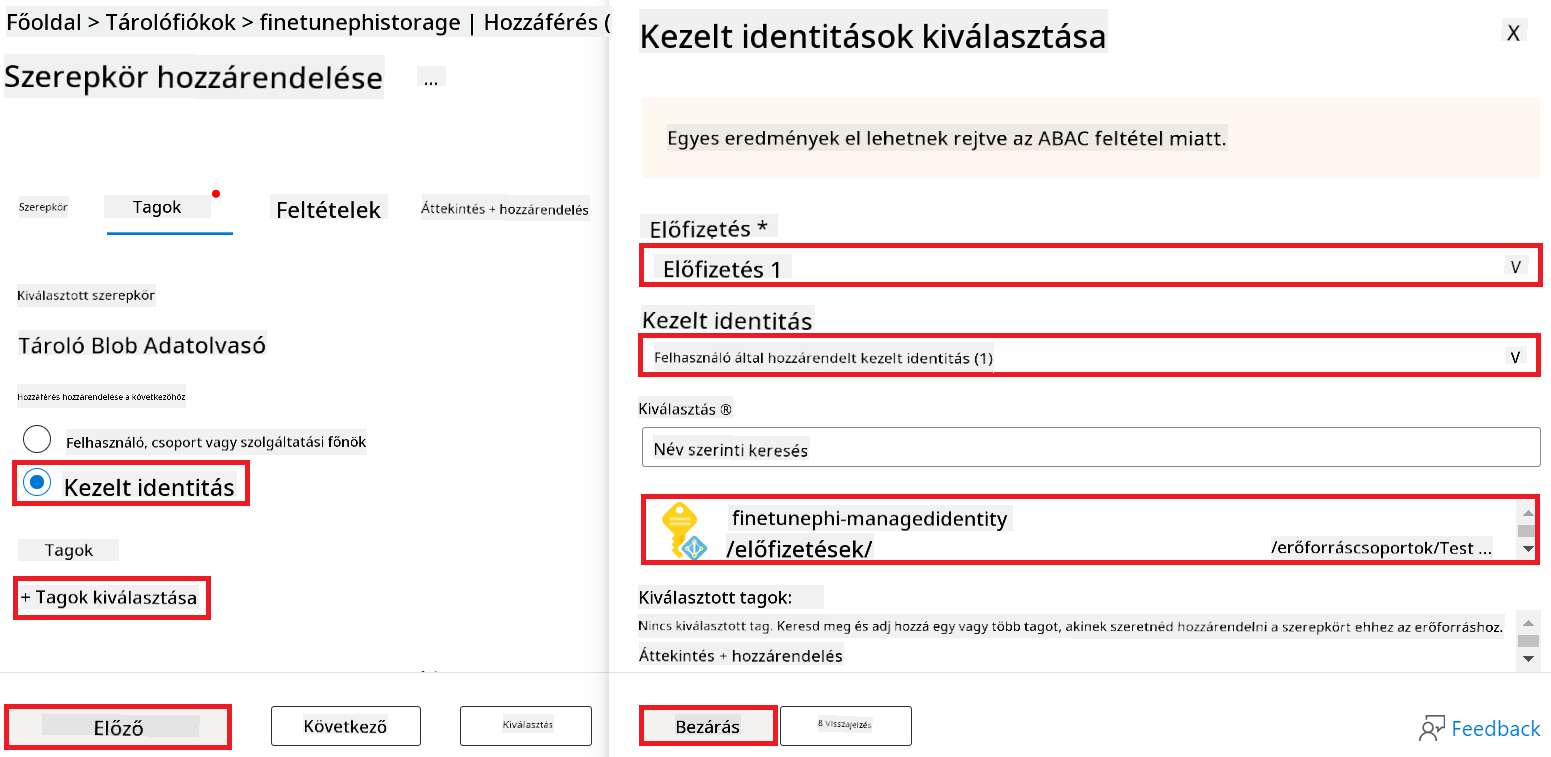 Főoldal > Tárolófiókok > finetunephistorage | Hozzáférés (
Szerepkör hozzárendelése
...
Szerepkör
Tagok
Feltételek
Áttekintés + hozzárendelés
Kiválasztott szerepkör
Tároló Blob Adatolvasó
Hozzáférés hozzárendelése a következőhöz
Felhasználó, csoport vagy szolgáltatási főnök
Kezelt identitás
Tagok
+ Tagok kiválasztása
Előző
Következő
Kiválasztás
Kezelt identitások kiválasztása
X
Egyes eredmények el lehetnek rejtve az ABAC feltétel miatt.
Előfizetés *
Előfizetés 1
V
Kezelt identitás
Felhasználó által hozzárendelt kezelt identitás (1)
V
Kiválasztás ®
Név szerinti keresés
finetunephi-managedidentity
/előfizetések/
/erőforráscsoportok/Test ...
Kiválasztott tagok:
Nincs kiválasztott tag. Keresd meg és adj hozzá egy vagy több tagot, akinek szeretnéd hozzárendelni a szerepkört ehhez az erőforráshoz.
Áttekintés + hozzárendelés
Bezárás
8 Visszajelzés
Feedback